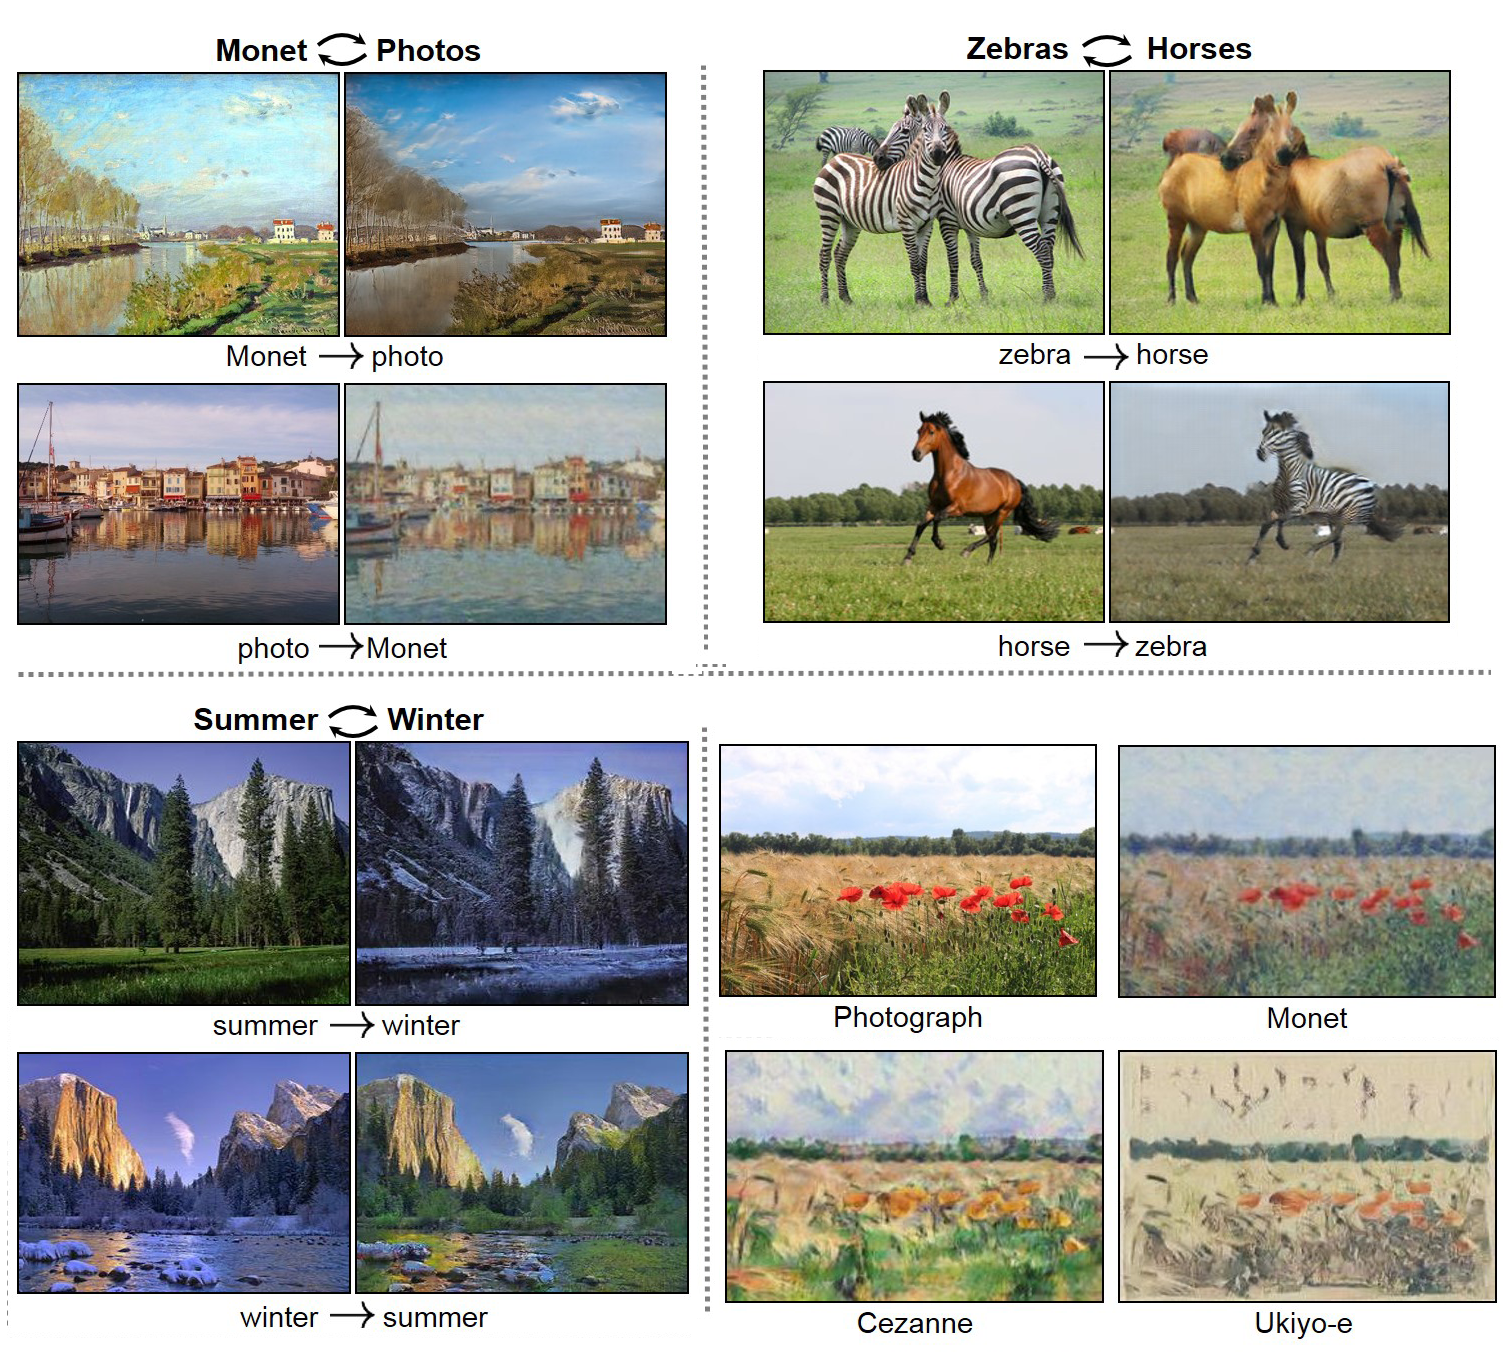 Monet Photos
Monet → photo
photo → Monet
Zebras Horses
zebra → horse
horse → zebra
Summer Winter
summer → winter
winter → summer
Photograph
Monet
Cezanne
Ukiyo-e